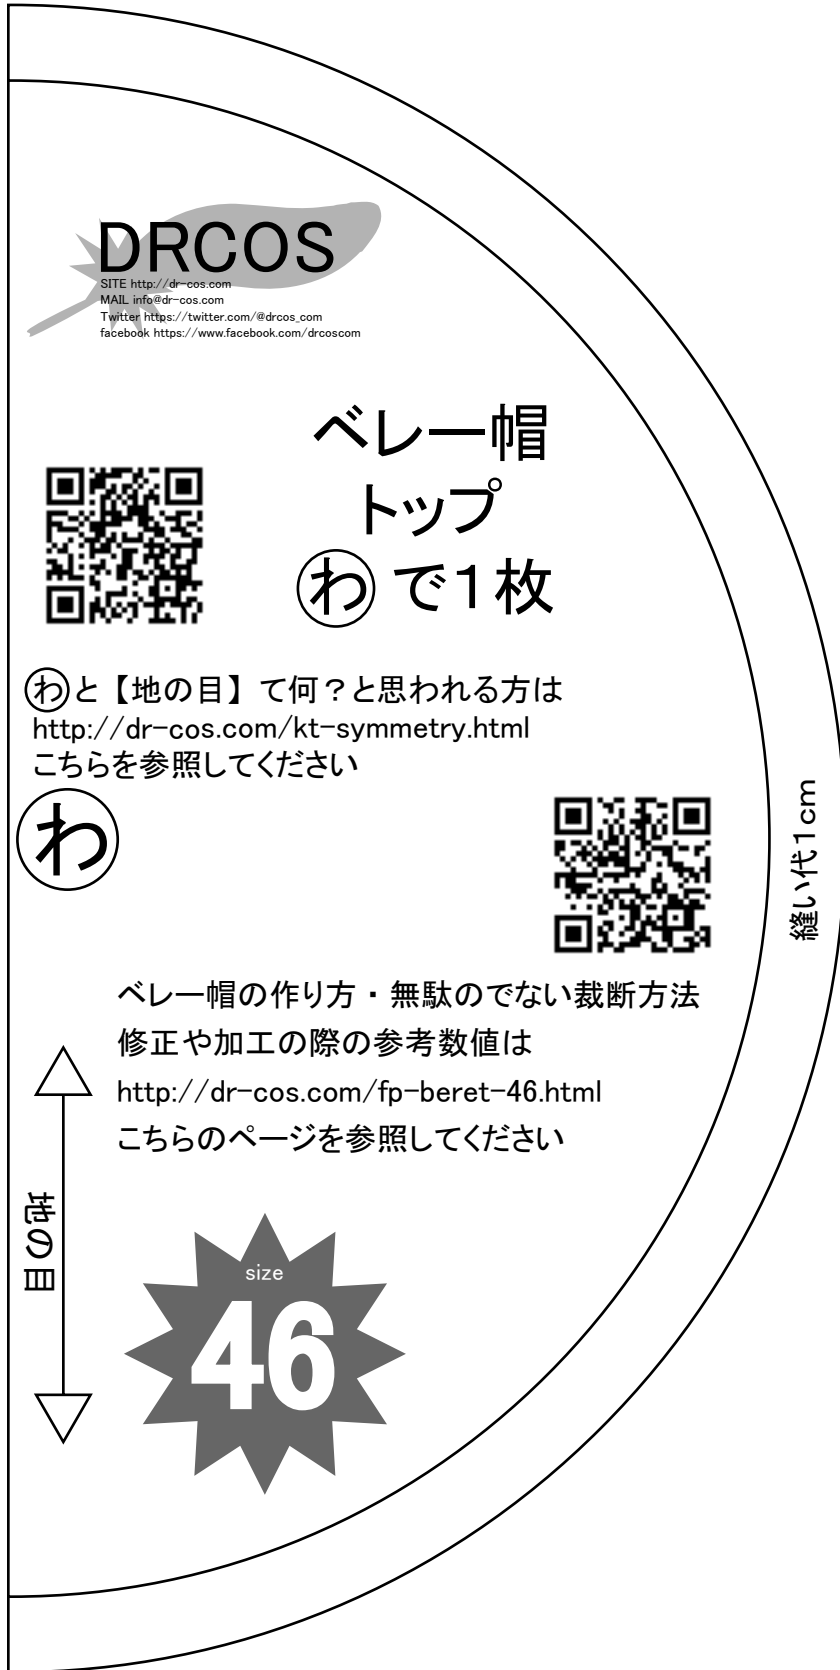 DRCOS
SITE http://dr-cos.com
MAIL info@dr-cos.com
Twitter https://twitter.com/@drcos_com
facebook https://www.facebook.com/drcoscom
ベレー帽
トップ
わ で１枚
わと【地の目】て何？と思われる方は
http://dr-cos.com/kt-symmetry.html
こちらを参照してください
わ
縫い代1cm
ベレー帽の作り方・無駄のでない裁断方法
修正や加工の際の参考数値は
http://dr-cos.com/fp-beret-46.html
こちらのページを参照してください
地の目
size
46